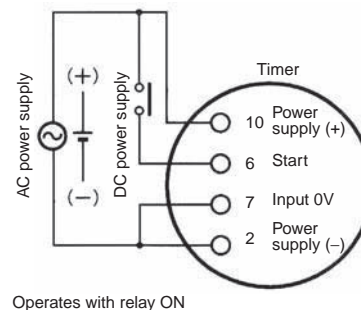 Timer
AC power supply
(+)
(−)
DC power supply
10 Power
supply (+)
6 Start
7 Input 0V
2 Power
supply (−)
Operates with relay ON